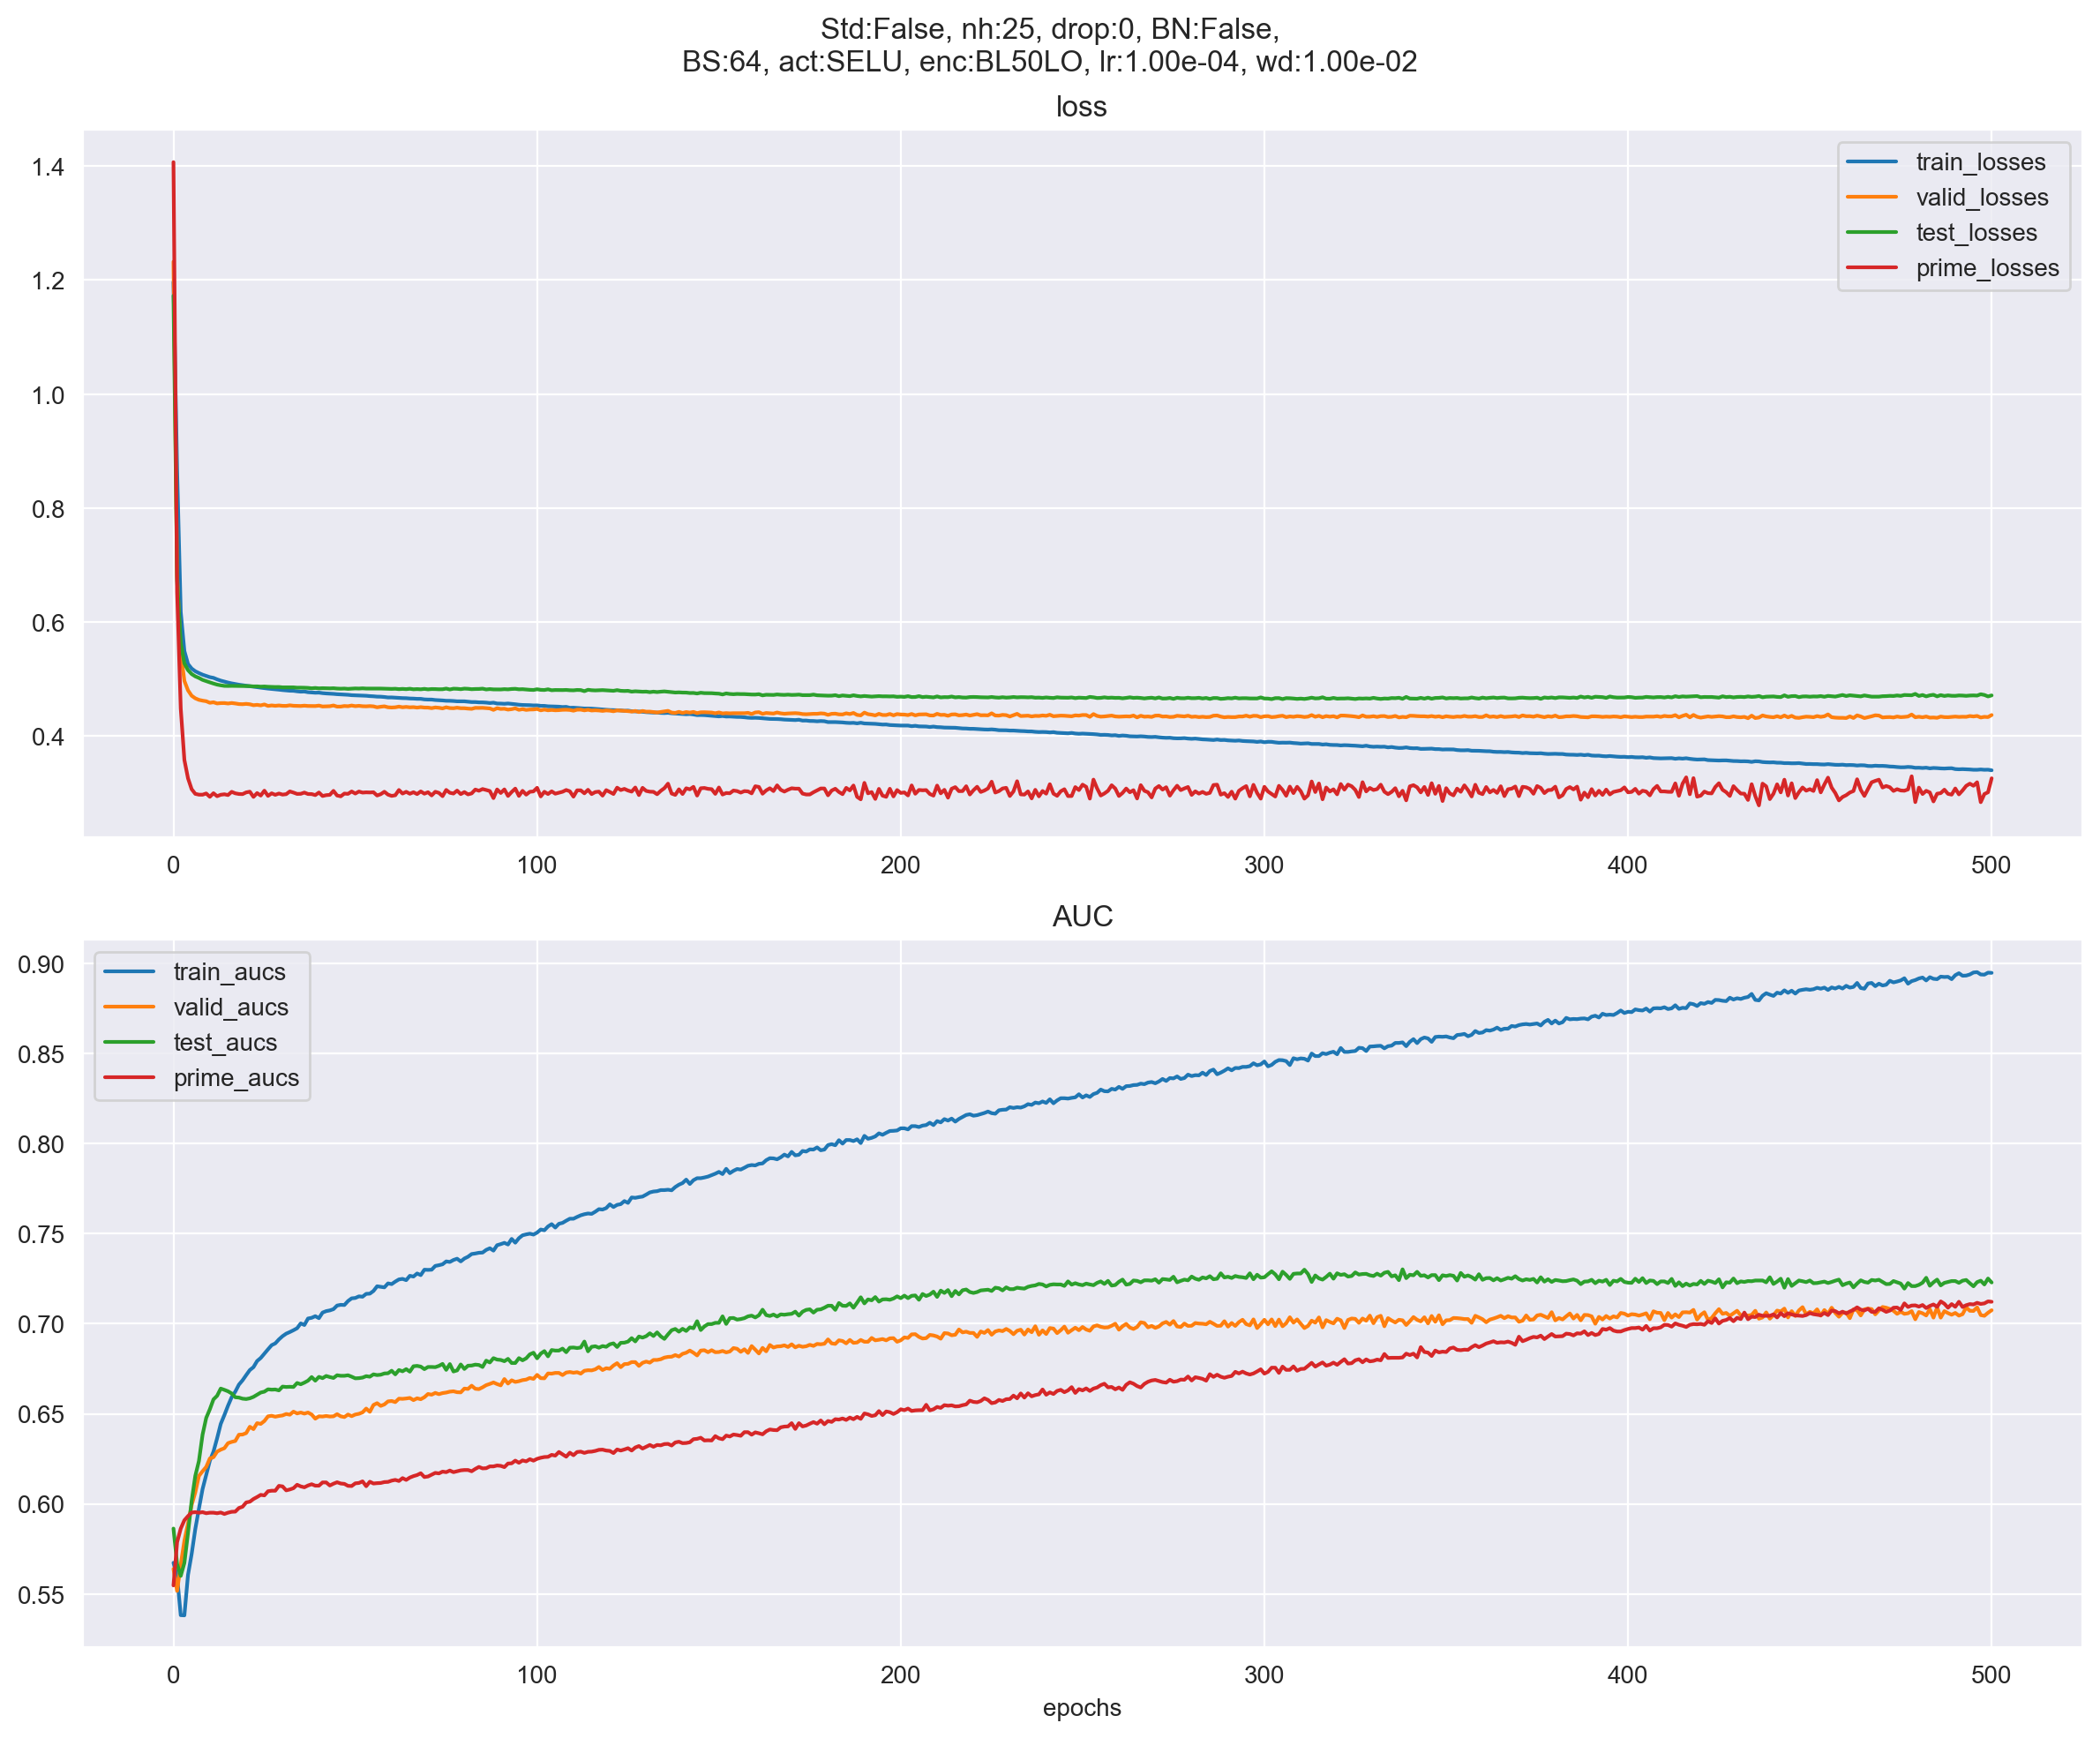 Std:False, nh:25, drop:0, BN:False,
BS:64, act:SELU, enc:BL50LO, lr:1.00e-04, wd:1.00e-02
loss
1.4
1.2
1.0
0.8
0.6
0.4
train_losses
valid_losses
test_losses
prime_losses
0 100 200 300 400 500
AUC
0.90
0.85
0.80
0.75
0.70
0.65
0.60
0.55
train_aucs
valid_aucs
test_aucs
prime_aucs
0 100 200 300 400 500
epochs